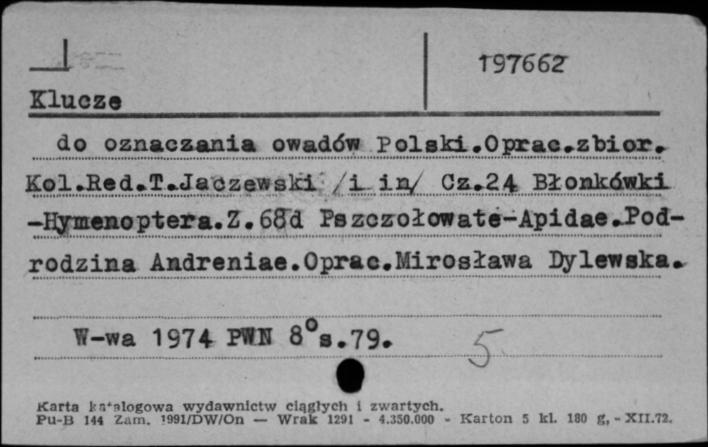 197662
Klucze
do oznaczania owadów Polski.Oprac.zbior.
Kol.Red.T.Jaczewski /i in/ Cz.24 Błonkówki
-Hymenoptera.Z.68d Pszczołowate-Apidae.Pod-
rodzina Andreniae.Oprac.Mirosława Dylewska.
W-wa 1974 PWN 8°s.79.
5
Karta katalogowa wydawnictw ciągłych i zwartych.
Pu-B 144 Zam. 1991/DW/On — Wrak 1291 - 4.350.000 - Karton 5 kl. 180 g, - XII.72.